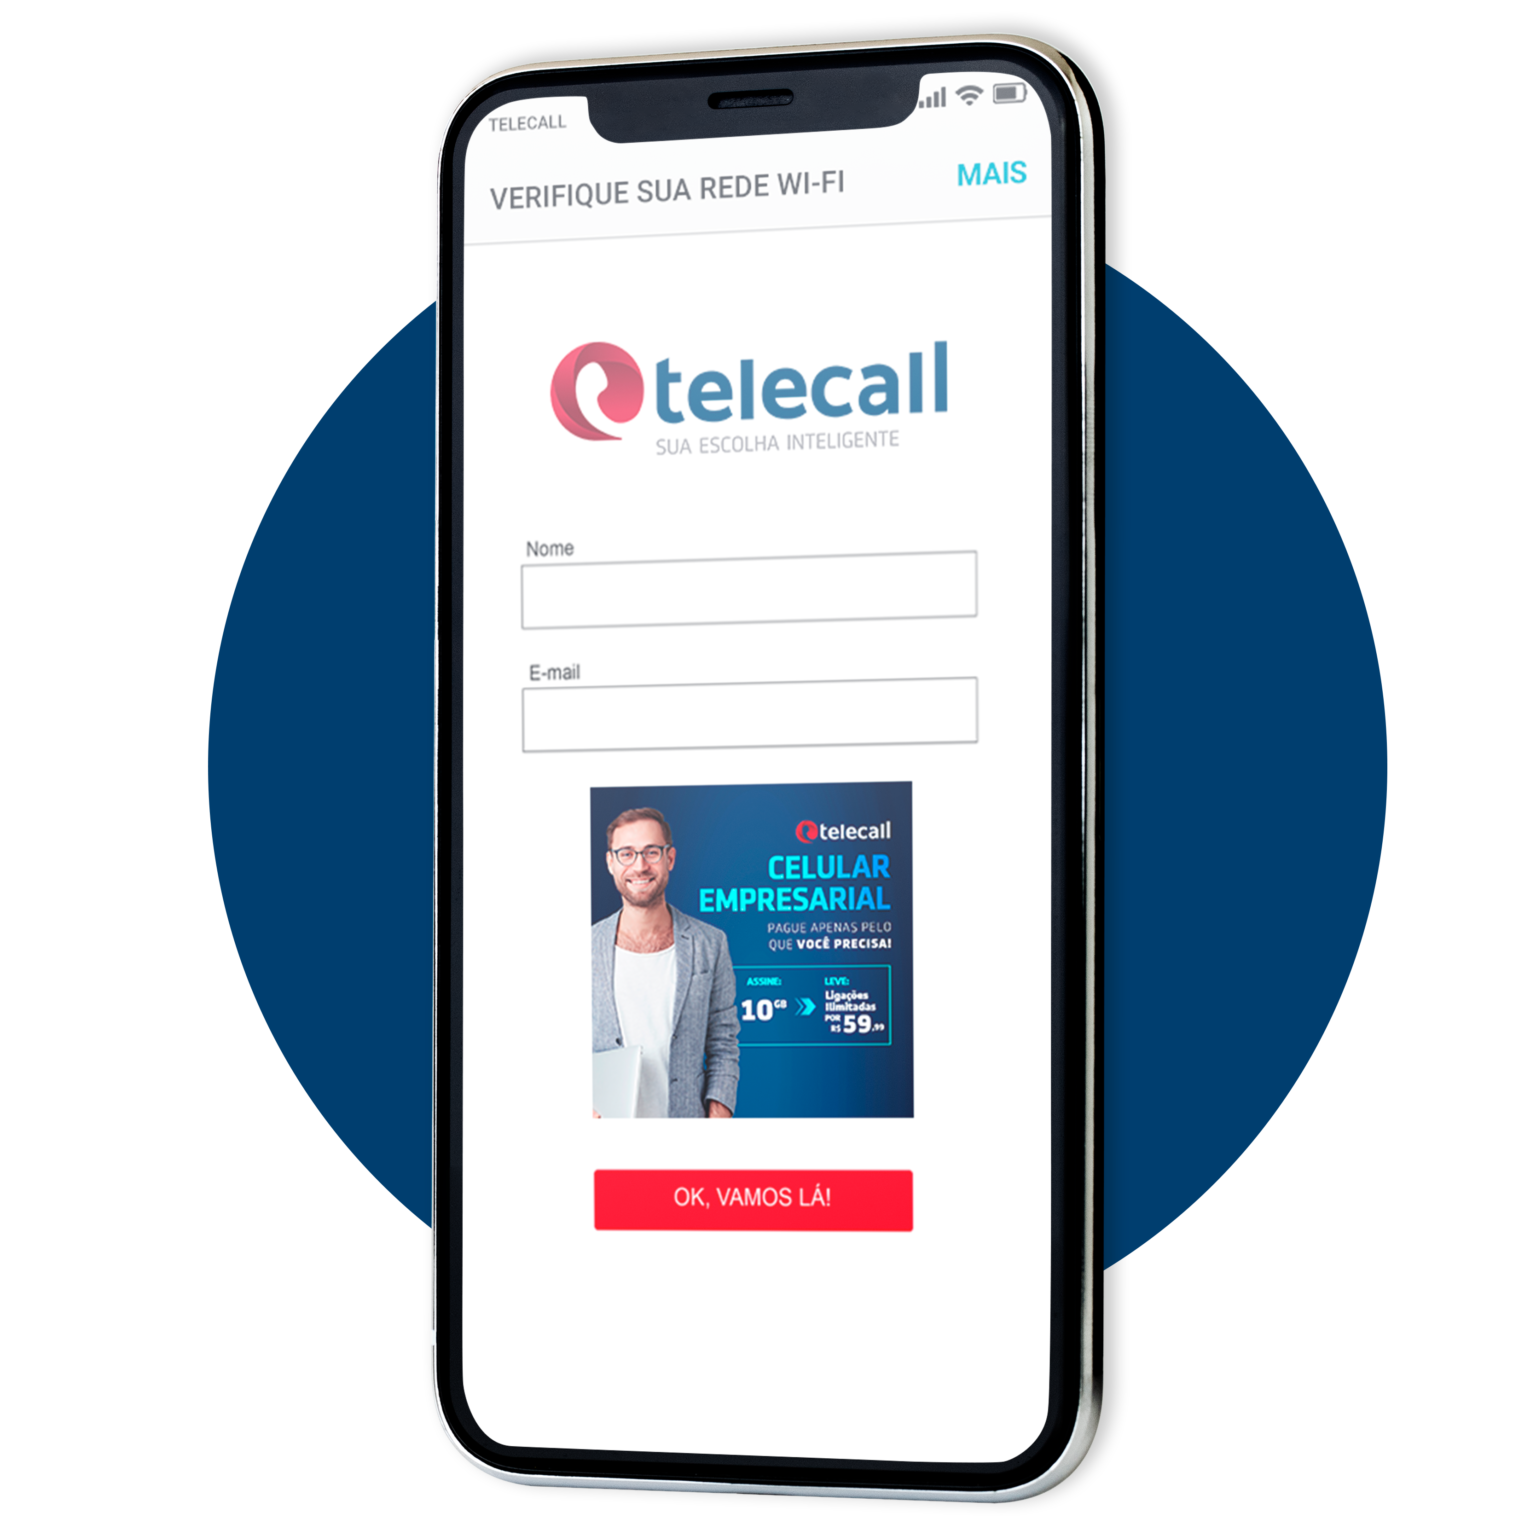 TELECALL
VERIFIQUE SUA REDE WI-FI
MAIS
telecall
SUA ESCOLHA INTELIGENTE
Nome
E-mail
telecall
CELULAR
EMPRESARIAL
PAGUE APENAS PELO
QUE VOCÊ PRECISA!
ASSINE:
10GB
LEVE:
Ligações
Ilimitadas
POR
R$ 59,99
OK, VAMOS LÁ!